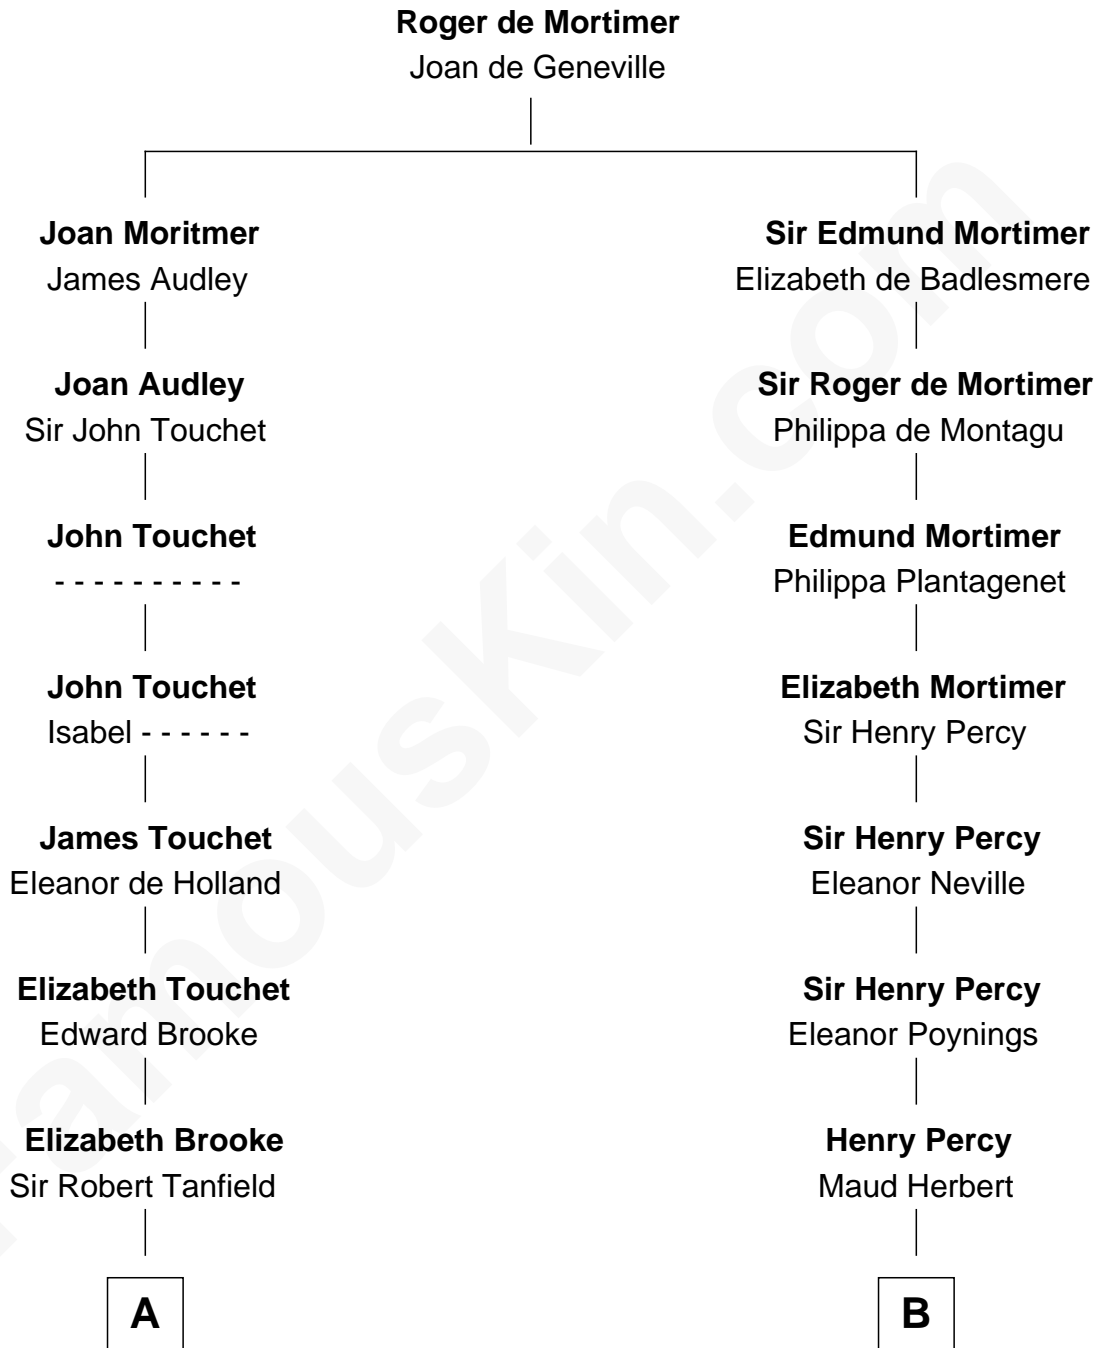 Roger de Mortimer
Joan de Geneville
Joan Moritmer
James Audley
Joan Audley
Sir John Touchet
John Touchet
- - - - - - - - - -
John Touchet
Isabel - - - - - -
James Touchet
Eleanor de Holland
Elizabeth Touchet
Edward Brooke
Elizabeth Brooke
Sir Robert Tanfield
A
Sir Edmund Mortimer
Elizabeth de Badlesmere
Sir Roger de Mortimer
Philippa de Montagu
Edmund Mortimer
Philippa Plantagenet
Elizabeth Mortimer
Sir Henry Percy
Sir Henry Percy
Eleanor Neville
Sir Henry Percy
Eleanor Poynings
Henry Percy
Maud Herbert
B
FamousKin.com